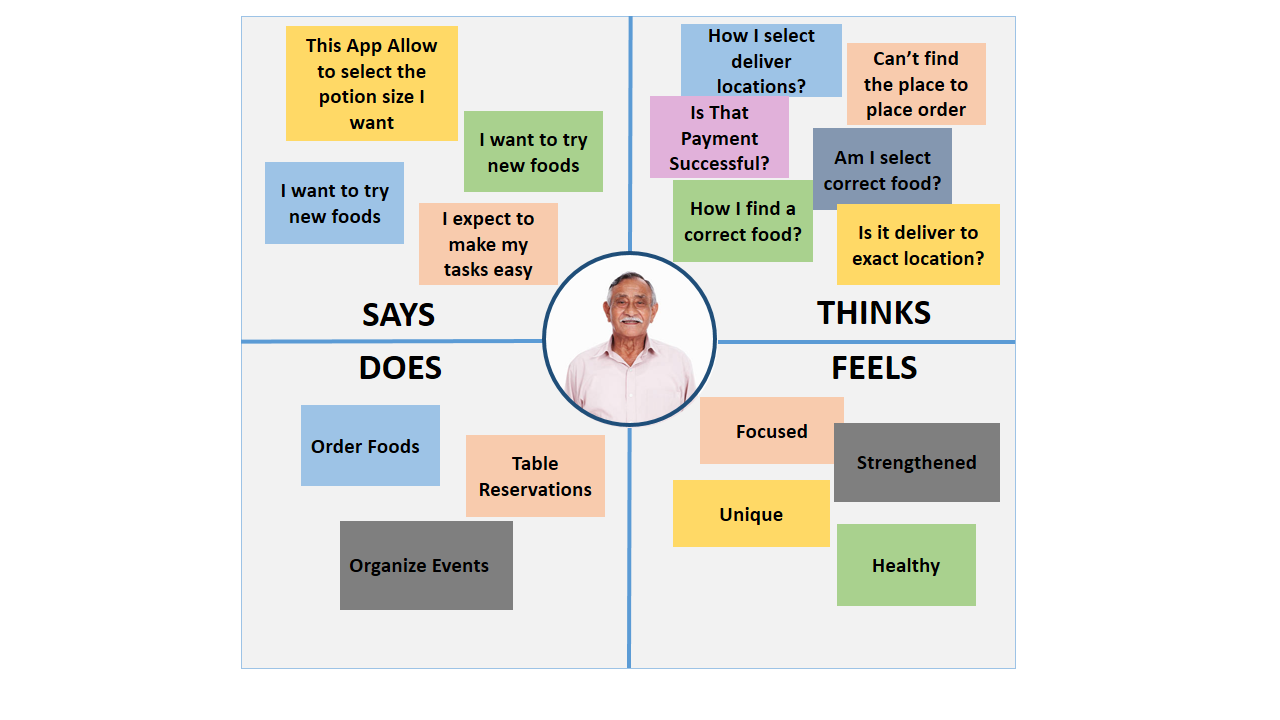 This App Allow
to select the
potion size I
want
I want to try
new foods
I want to try
new foods
I expect to
make my
tasks easy
SAYS
How I select
deliver
locations?
Can’t find
the place to
place order
Is That
Payment
Successful?
Am I select
correct food?
How I find a
correct food?
Is it deliver to
exact location?
THINKS
DOES
Order Foods
Table
Reservations
Organize Events
FEELS
Focused
Strengthened
Unique
Healthy